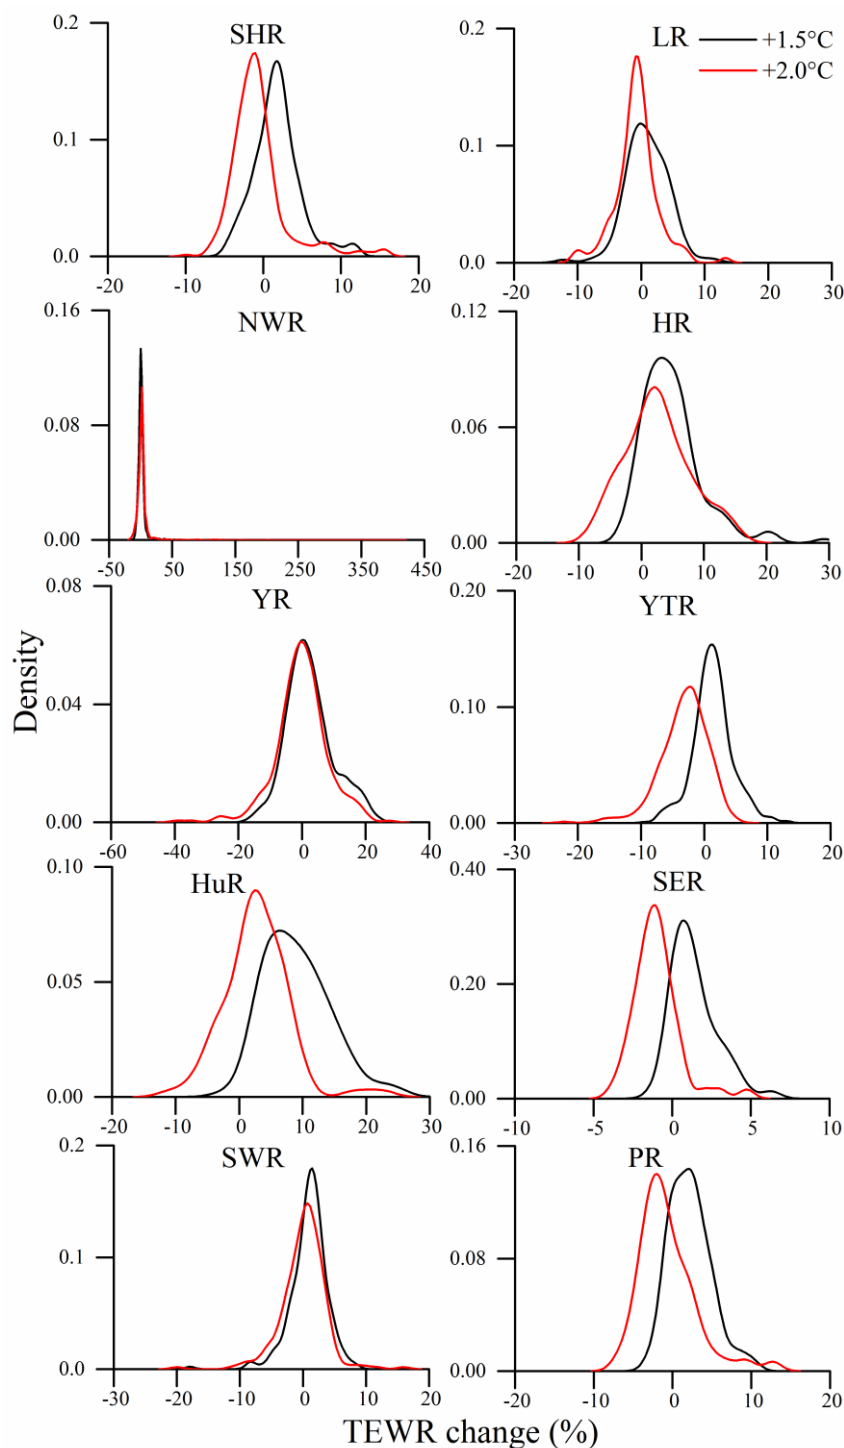 SHR
0.2
0.1
0.0
-20 -10 0 10 20
LR
+1.5°C
+2.0°C
0.2
0.1
0.0
-20 -10 0 10 20 30
NWR
0.16
0.08
0.00
-50 50 150 250 350 450
HR
0.12
0.06
0.00
-20 -10 0 10 20 30
YR
0.08
0.04
0.00
-60 -40 -20 0 20 40
YTR
0.20
0.10
0.00
-30 -20 -10 0 10 20
HuR
0.10
0.05
0.00
-20 -10 0 10 20 30
SER
0.40
0.20
0.00
-10 -5 0 5 10
SWR
0.2
0.1
0.0
-30 -20 -10 0 10 20
PR
0.16
0.08
0.00
-20 -10 0 10 20
Density
TEWR change (%)